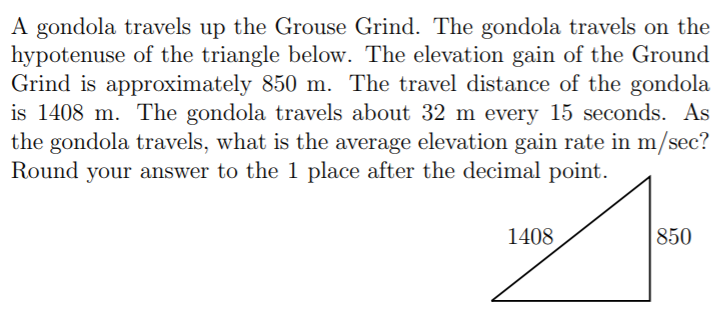 A gondola travels up the Grouse Grind. The gondola travels on the
hypotenuse of the triangle below. The elevation gain of the Ground
Grind is approximately 850 m. The travel distance of the gondola
is 1408 m. The gondola travels about 32 m every 15 seconds. As
the gondola travels, what is the average elevation gain rate in m/sec?
Round your answer to the 1 place after the decimal point.
1408
850